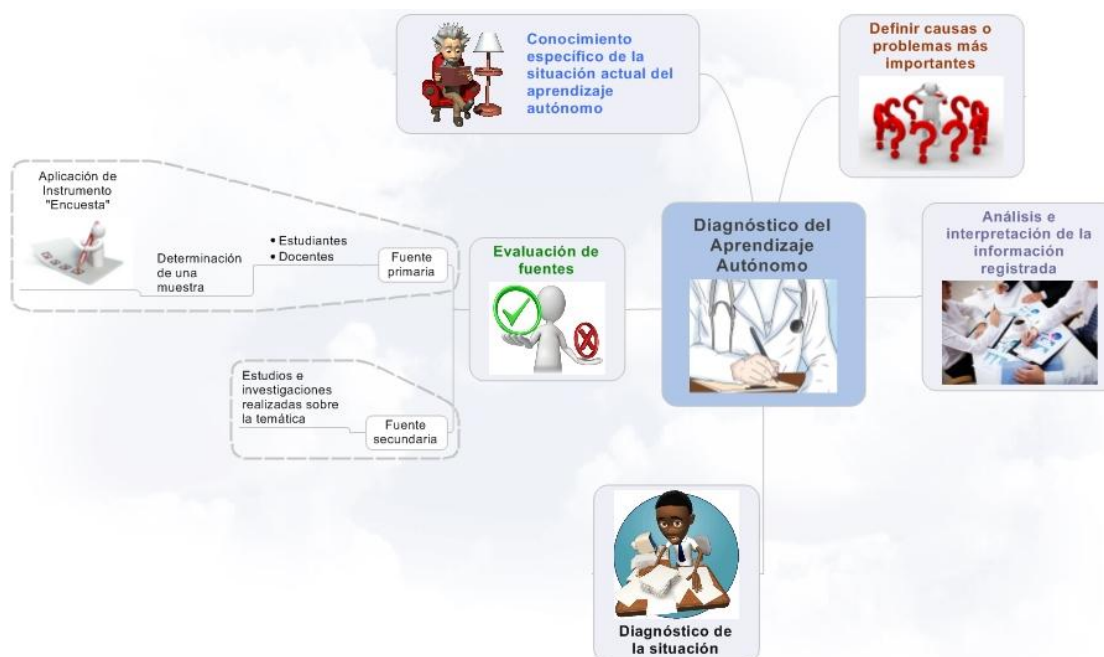 Conocimiento
específico de la
situación actual del
aprendizaje
autónomo
Definir causas o
problemas más
importantes
Aplicación de
Instrumento
"Encuesta"
Determinación
de una
muestra
• Estudiantes
• Docentes
Fuente
primaria
Evaluación de
fuentes
Diagnóstico del
Aprendizaje
Autónomo
Análisis e
interpretación de la
información
registrada
Estudios e
investigaciones
realizadas sobre
la temática
Fuente
secundaria
Diagnóstico de
la situación